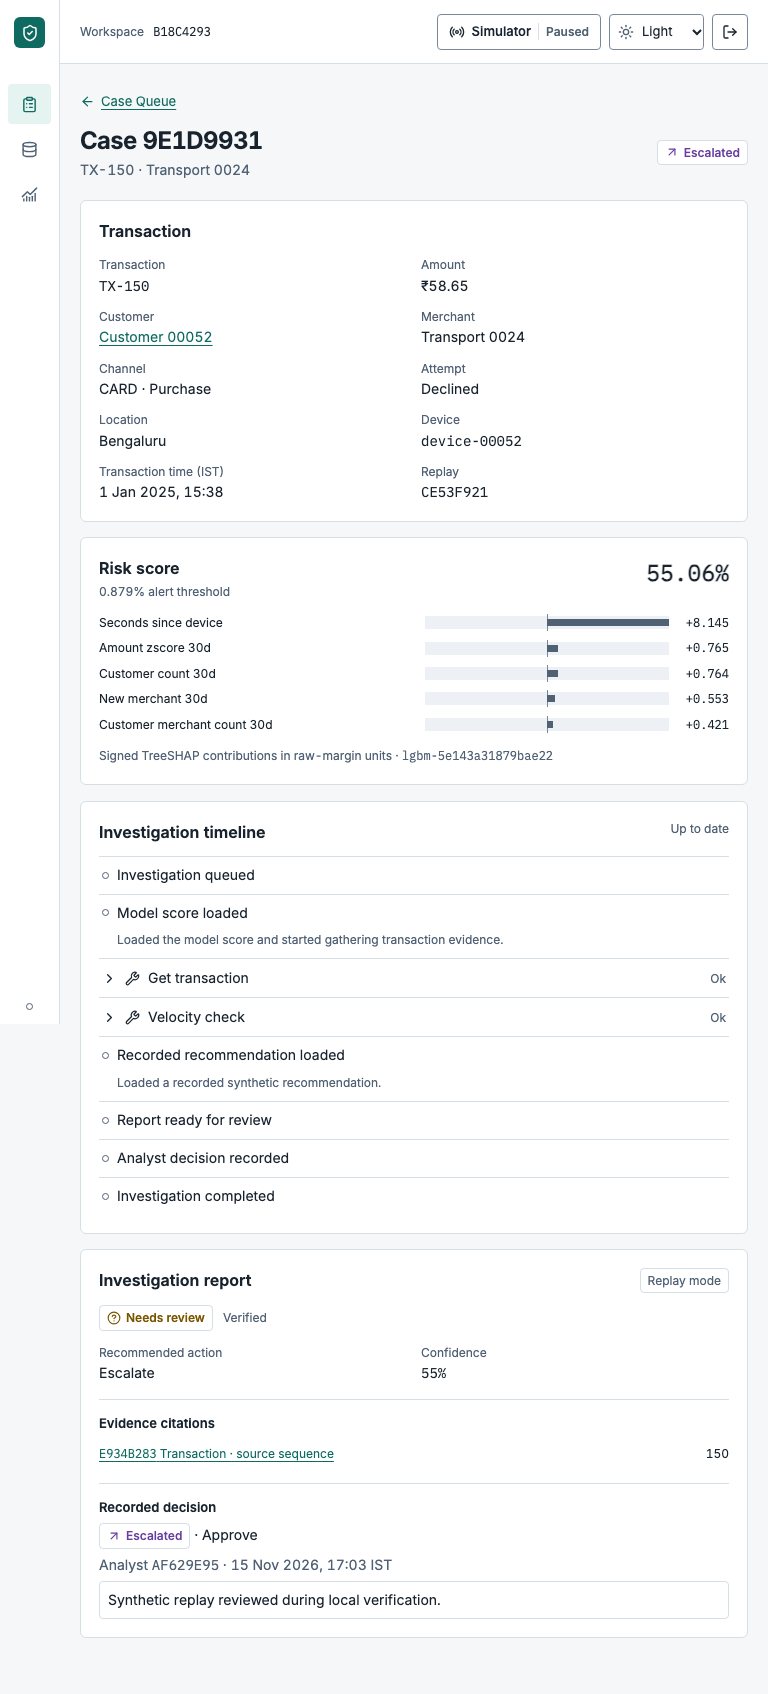 Workspace B18C4293
Simulator Paused
Light
Case Queue
Case 9E1D9931
TX-150 · Transport 0024
Escalated
Transaction
Transaction Amount
TX-150 ₹58.65
Customer Merchant
Customer 00052 Transport 0024
Channel Attempt
CARD · Purchase Declined
Location Device
Bengaluru device-00052
Transaction time (IST) Replay
1 Jan 2025, 15:38 CE53F921
Risk score 55.06%
0.879% alert threshold
Seconds since device +8.145
Amount zscore 30d +0.765
Customer count 30d +0.764
New merchant 30d +0.553
Customer merchant count 30d +0.421
Signed TreeSHAP contributions in raw-margin units · lgbm-5e143a31879bae22
Investigation timeline Up to date
Investigation queued
Model score loaded
Loaded the model score and started gathering transaction evidence.
Get transaction Ok
Velocity check Ok
Recorded recommendation loaded
Loaded a recorded synthetic recommendation.
Report ready for review
Analyst decision recorded
Investigation completed
Investigation report Replay mode
Needs review Verified
Recommended action Confidence
Escalate 55%
Evidence citations
E934B283 Transaction · source sequence 150
Recorded decision
Escalated · Approve
Analyst AF629E95 · 15 Nov 2026, 17:03 IST
Synthetic replay reviewed during local verification.